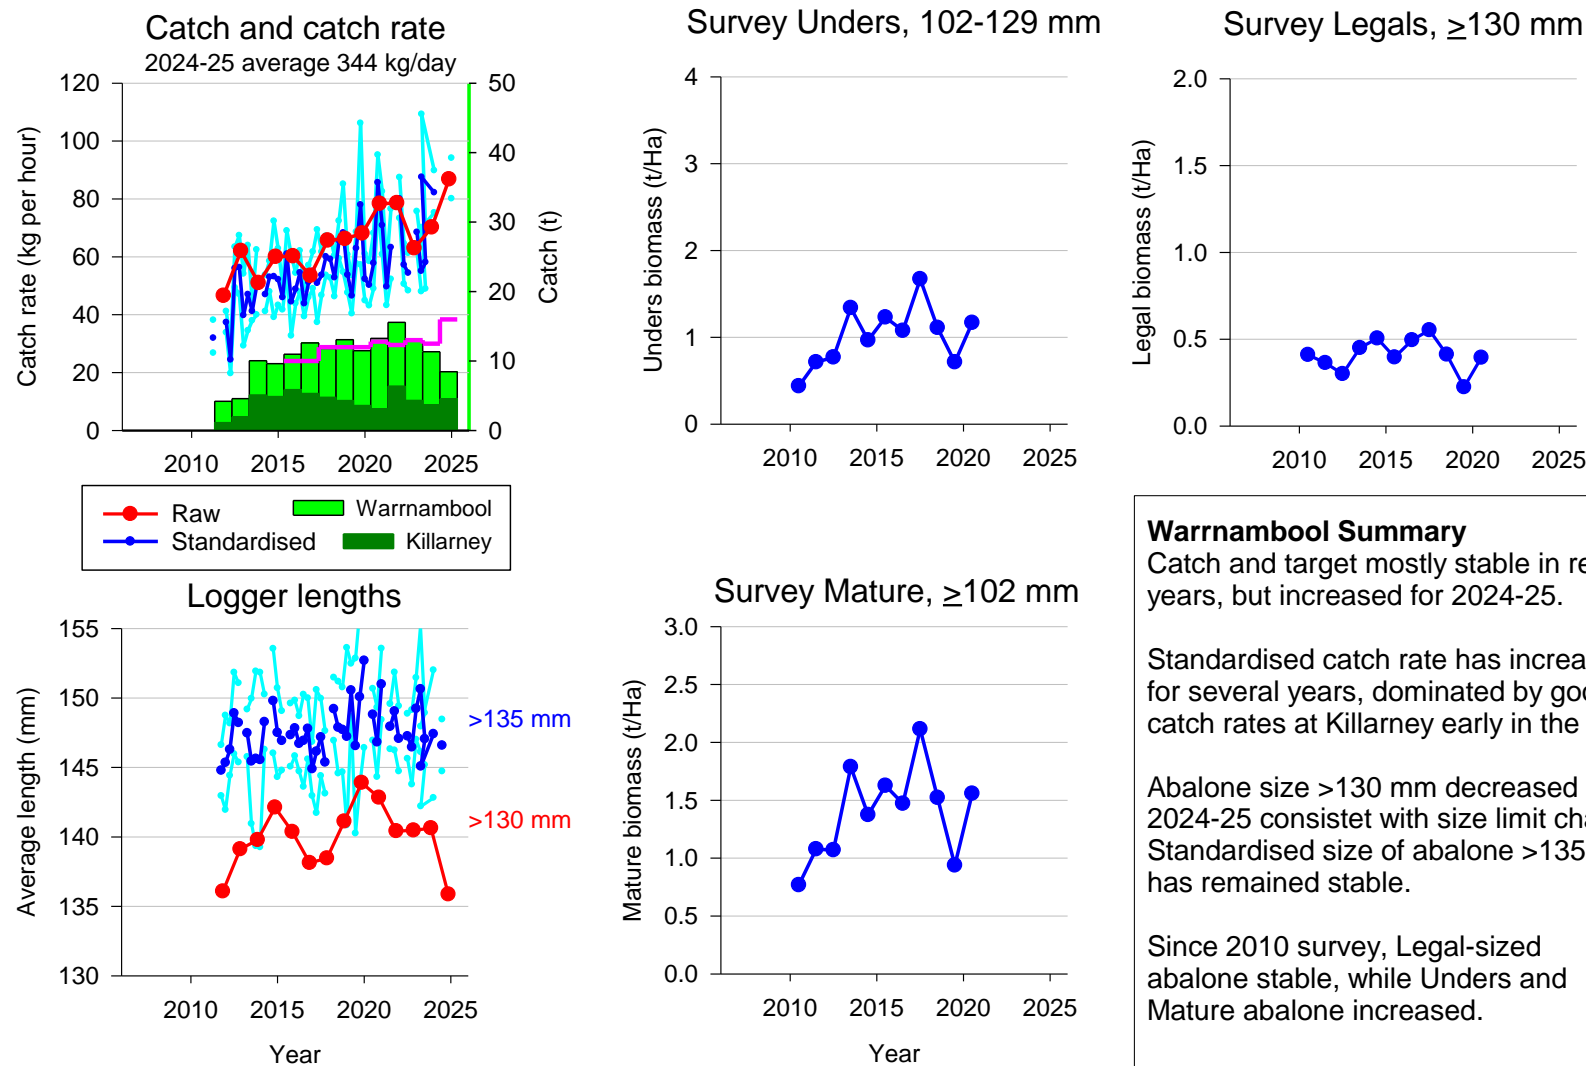 Catch and catch rate
2024-25 average 344 kg/day
120
100
80
60
40
20
0
50
40
30
20
10
0
Catch rate (kg per hour)
Catch (t)
2010 2015 2020 2025
Raw
Standardised
Warrnambool
Killarney
Survey Unders, 102-129 mm
4
3
2
1
0
Unders biomass (t/Ha)
2010 2015 2020 2025
Survey Legals, ≥130 mm
2.0
1.5
1.0
0.5
0.0
Legal biomass (t/Ha)
2010 2015 2020 2025
Logger lengths
155
150
145
140
135
130
Average length (mm)
>135 mm
>130 mm
2010 2015 2020 2025
Year
Survey Mature, ≥102 mm
3.0
2.5
2.0
1.5
1.0
0.5
0.0
Mature biomass (t/Ha)
2010 2015 2020 2025
Year
Warrnambool Summary
Catch and target mostly stable in
years, but increased for 2024-25.
Standardised catch rate has
for several years, dominated by
catch rates at Killarney early in the
Abalone size >130 mm decreased
2024-25 consistet with size limit
Standardised size of abalone >135
has remained stable.
Since 2010 survey, Legal-sized
abalone stable, while Unders and
Mature abalone increased.